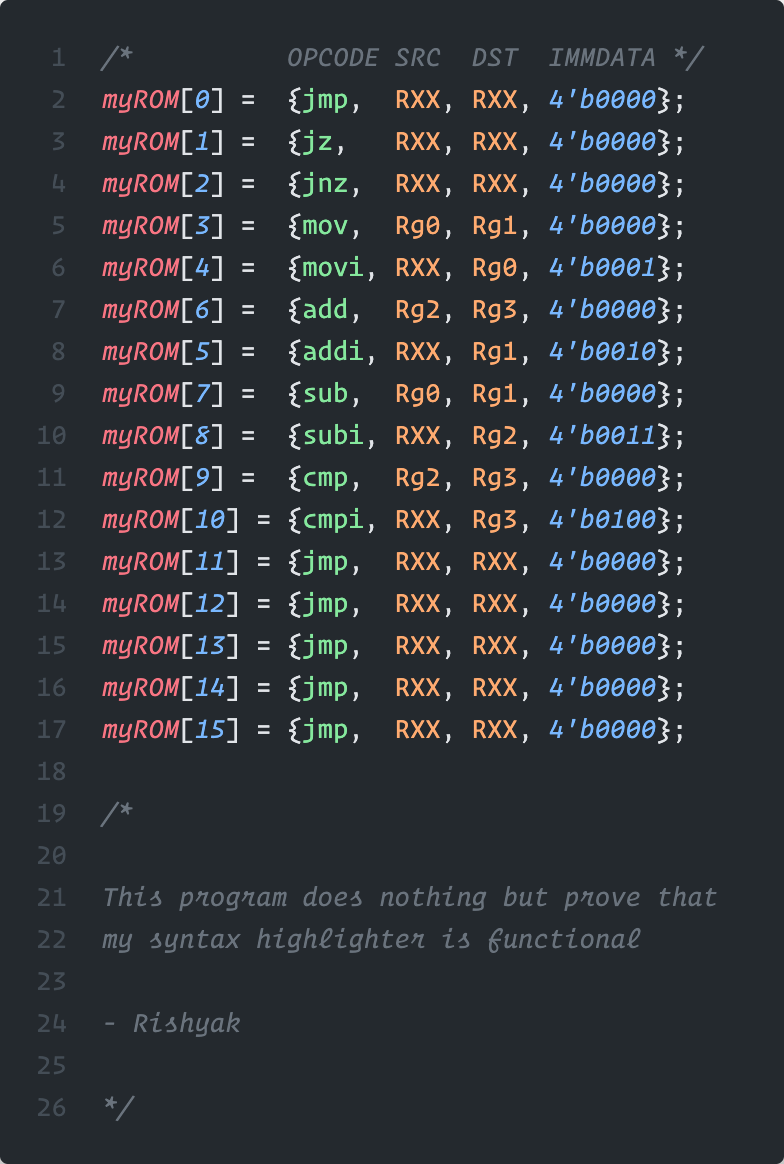 1 /*          OPCODE SRC  DST  IMMDATA */
2 myROM[0] =  {jmp,  RXX, RXX, 4'b0000};
3 myROM[1] =  {jz,   RXX, RXX, 4'b0000};
4 myROM[2] =  {jnz,  RXX, RXX, 4'b0000};
5 myROM[3] =  {mov,  Rg0, Rg1, 4'b0000};
6 myROM[4] =  {movi, RXX, Rg0, 4'b0001};
7 myROM[6] =  {add,  Rg2, Rg3, 4'b0000};
8 myROM[5] =  {addi, RXX, Rg1, 4'b0010};
9 myROM[7] =  {sub,  Rg0, Rg1, 4'b0000};
10 myROM[8] =  {subi, RXX, Rg2, 4'b0011};
11 myROM[9] =  {cmp,  Rg2, Rg3, 4'b0000};
12 myROM[10] = {cmpi, RXX, Rg3, 4'b0100};
13 myROM[11] = {jmp,  RXX, RXX, 4'b0000};
14 myROM[12] = {jmp,  RXX, RXX, 4'b0000};
15 myROM[13] = {jmp,  RXX, RXX, 4'b0000};
16 myROM[14] = {jmp,  RXX, RXX, 4'b0000};
17 myROM[15] = {jmp,  RXX, RXX, 4'b0000};
18
19 /*
20
21 This program does nothing but prove that
22 my syntax highlighter is functional
23
24 - Rishyak
25
26 */